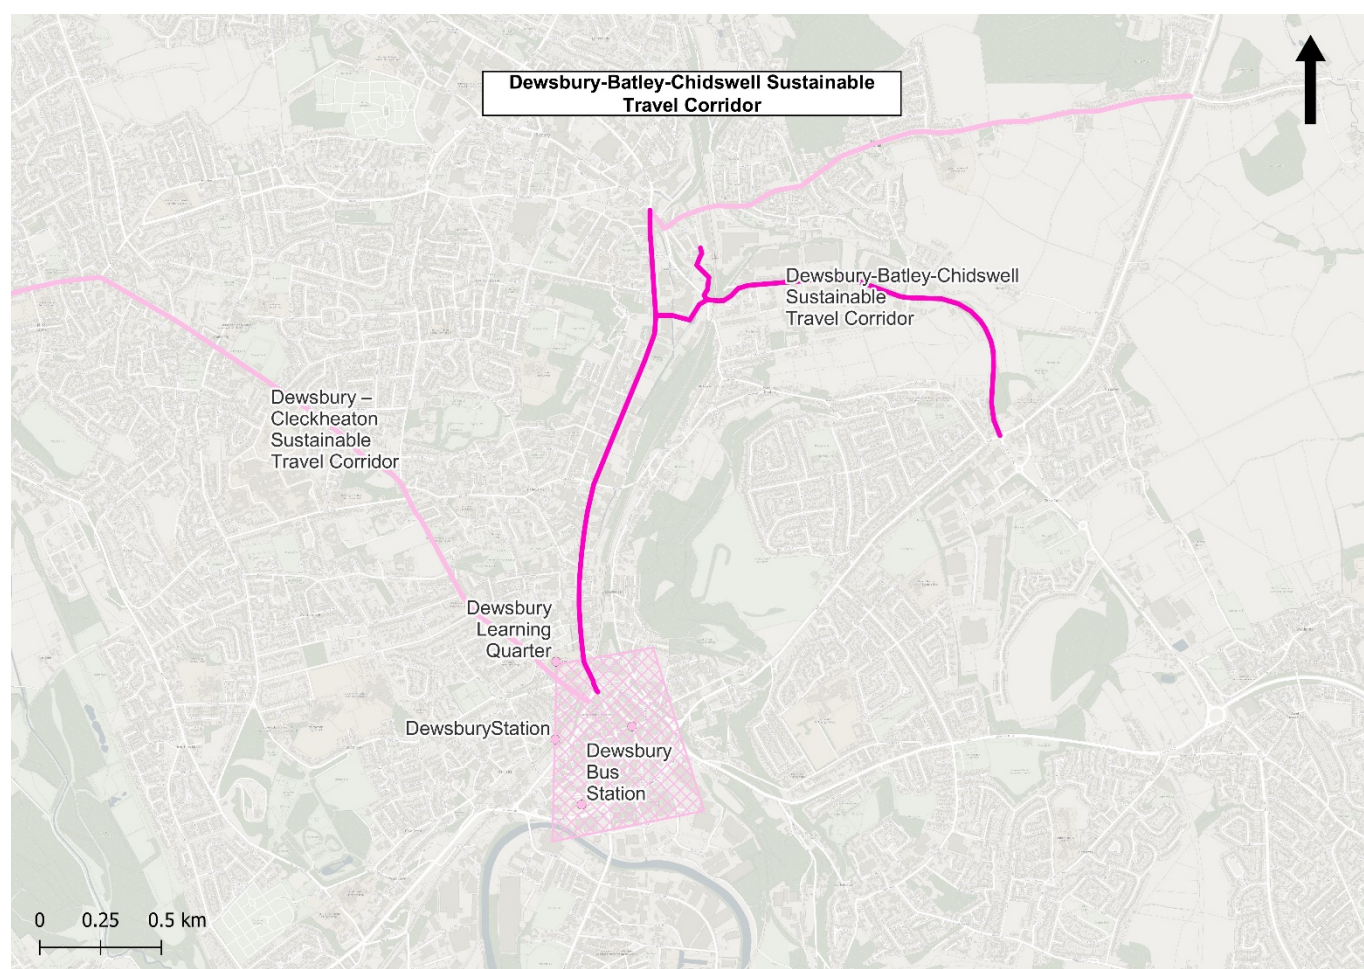 Dewsbury-Batley-Chidswell Sustainable
Travel Corridor
Dewsbury-Batley-Chidswell
Sustainable
Travel Corridor
Dewsbury –
Cleckheaton
Sustainable
Travel Corridor
Dewsbury
Learning
Quarter
DewsburyStation
Dewsbury
Bus
Station
0 0.25 0.5 km